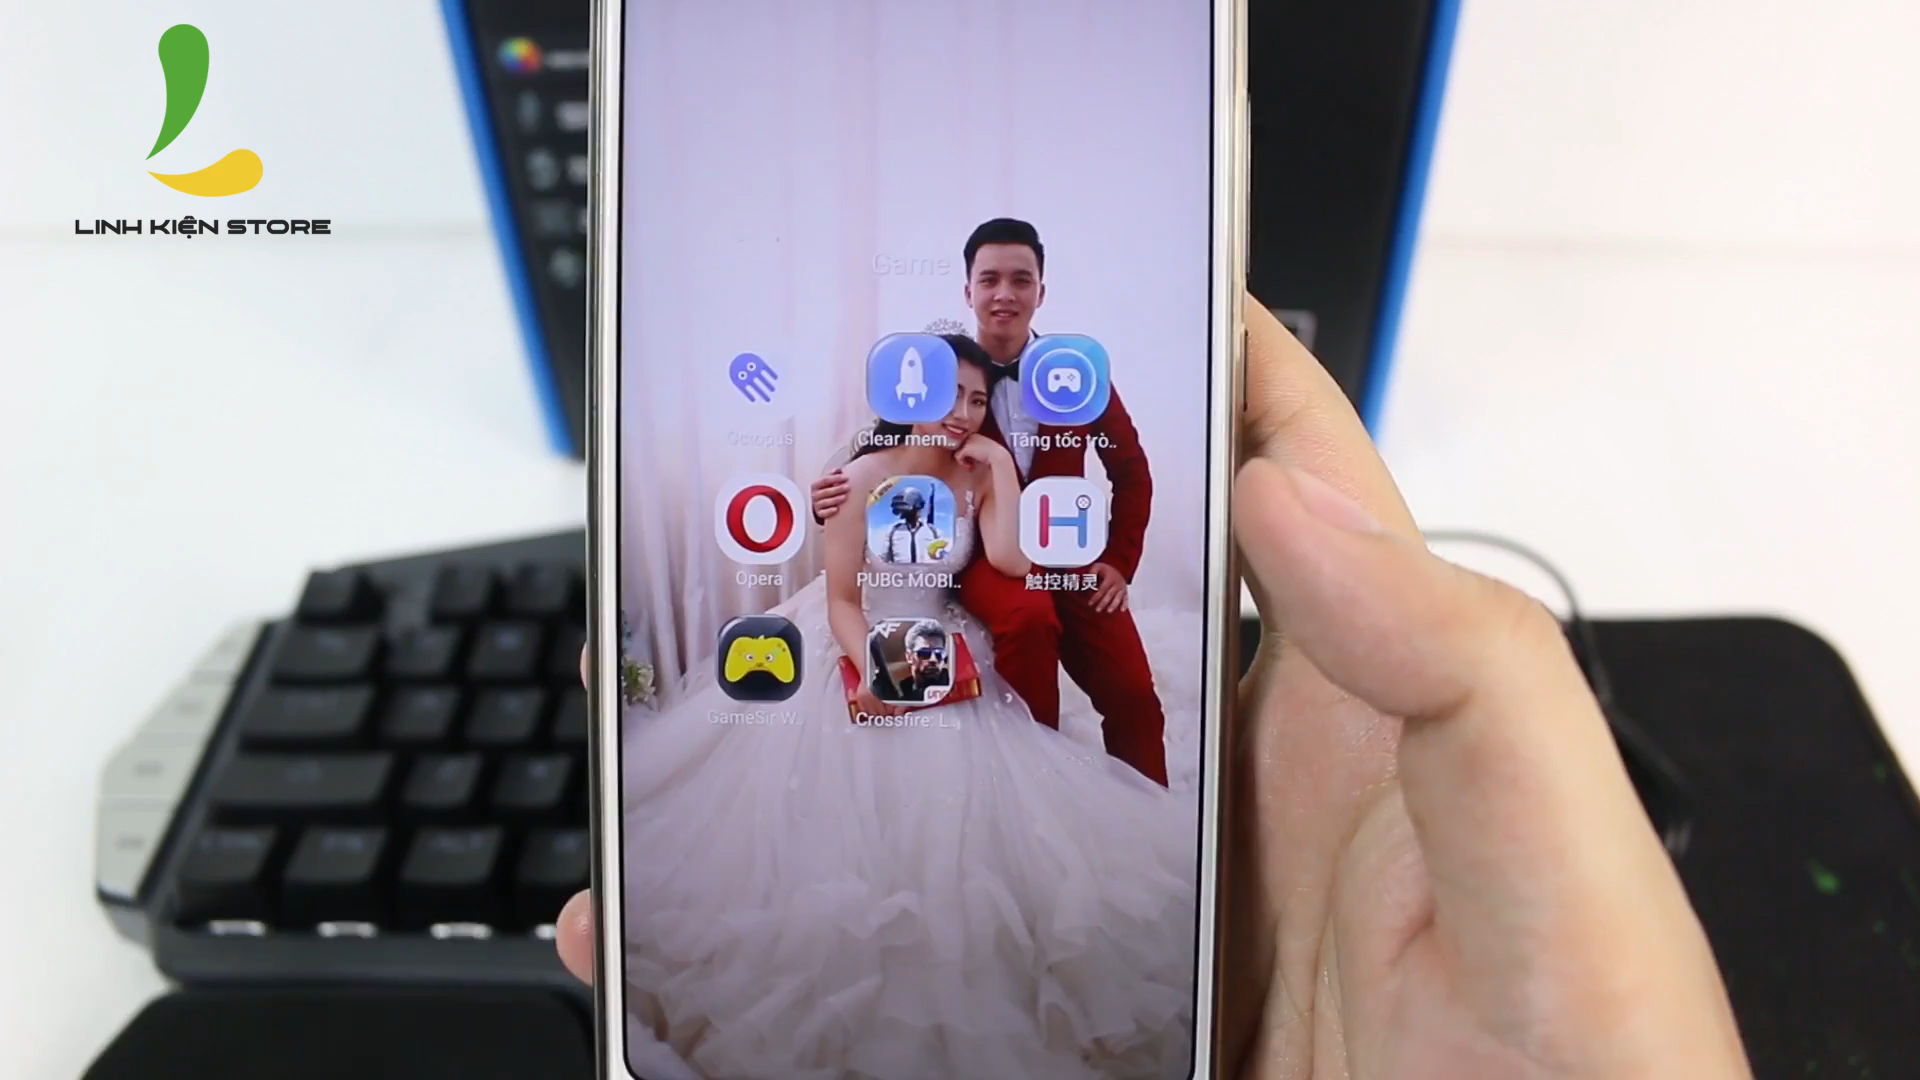 LINH KIỆN STORE
Game
Octopus
Clear mem..
Tăng tốc trò..
Opera
PUBG MOBI..
触控精灵
GameSir W..
Crossfire: L..